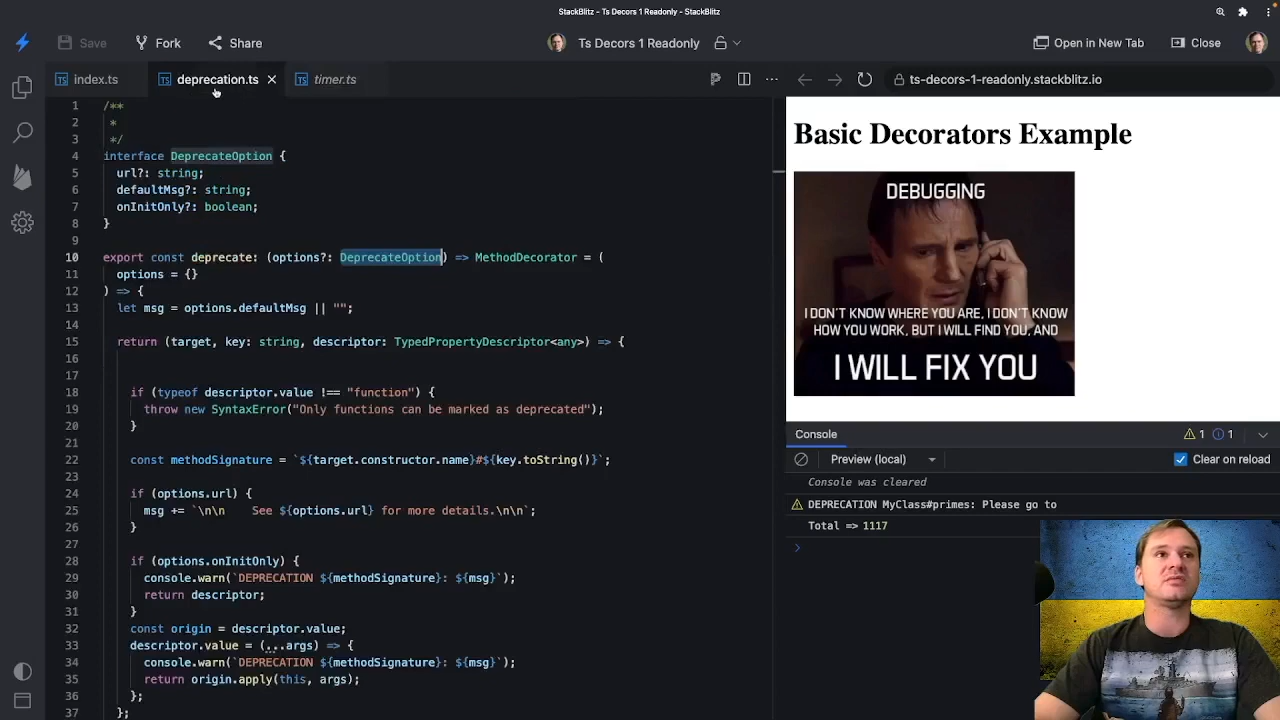 StackBlitz - Ts Decors 1 Readonly - StackBlitz
Save Fork Share Ts Decors 1 Readonly Open in New Tab Close
TS index.ts TS deprecation.ts TS timer.ts ts-decors-1-readonly.stackblitz.io
1 /**
2 *
3 */
4 interface DeprecateOption {
5 url?: string;
6 defaultMsg?: string;
7 onInitOnly?: boolean;
8 }
9
10 export const deprecate: (options?: DeprecateOption) => MethodDecorator = (
11 options = {}
12 ) => {
13 let msg = options.defaultMsg || "";
14
15 return (target, key: string, descriptor: TypedPropertyDescriptor<any>) => {
16
17
18 if (typeof descriptor.value !== "function") {
19 throw new SyntaxError("Only functions can be marked as deprecated");
20 }
21
22 const methodSignature = `${target.constructor.name}#${key.toString()}`;
23
24 if (options.url) {
25 msg += `\n\n    See ${options.url} for more details.\n\n`;
26 }
27
28 if (options.onInitOnly) {
29 console.warn(`DEPRECATION ${methodSignature}: ${msg}`);
30 return descriptor;
31 }
32 const origin = descriptor.value;
33 descriptor.value = (...args) => {
34 console.warn(`DEPRECATION ${methodSignature}: ${msg}`);
35 return origin.apply(this, args);
36 };
37 };
Basic Decorators Example
DEBUGGING
I DON'T KNOW WHERE YOU ARE, I DON'T KNOW
HOW YOU WORK, BUT I WILL FIND YOU, AND
I WILL FIX YOU
Console 1 1
Preview (local) Clear on reload
Console was cleared
DEPRECATION MyClass#primes: Please go to
Total => 1117